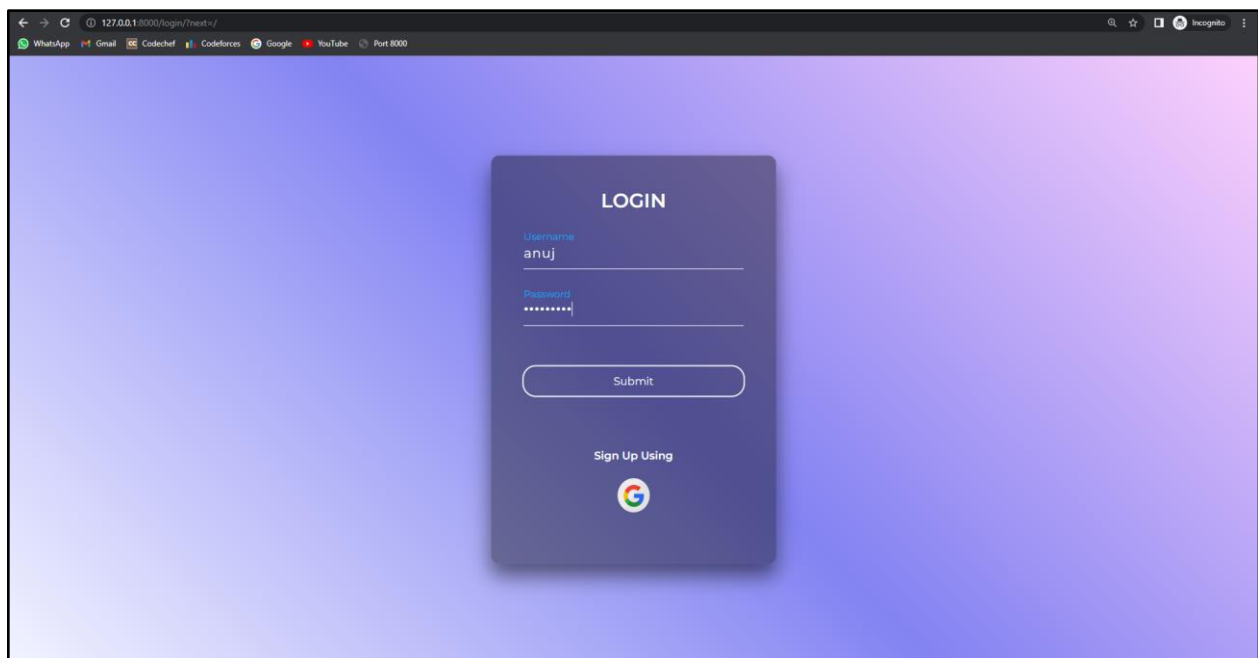 127.0.0.1:8000/login/?next=/
Incognito
WhatsApp Gmail CC Codechef Codeforces Google YouTube Port 8000
LOGIN
Username
anuj
Password
•••••••••
Submit
Sign Up Using
G